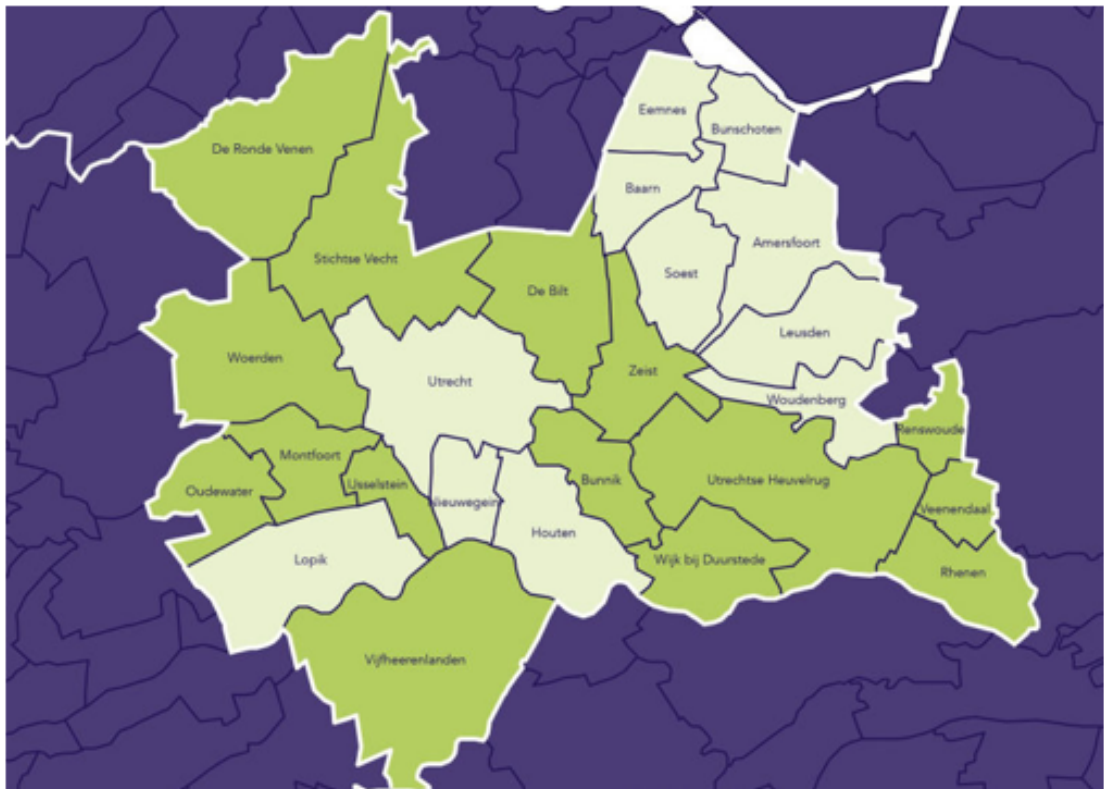 Eemnes
Bunschoten
De Ronde Venen
Baarn
Amersfoort
Stichtse Vecht
Soest
De Bilt
Leusden
Woerden
Zeist
Utrecht
Woudenberg
Renswoude
Montfoort
Utrechtse Heuvelrug
Bunnik
IJsselstein
Oudewater
Nieuwegein
Veenendaal
Houten
Lopik
Wijk bij Duurstede
Rhenen
Vijfheerenlanden